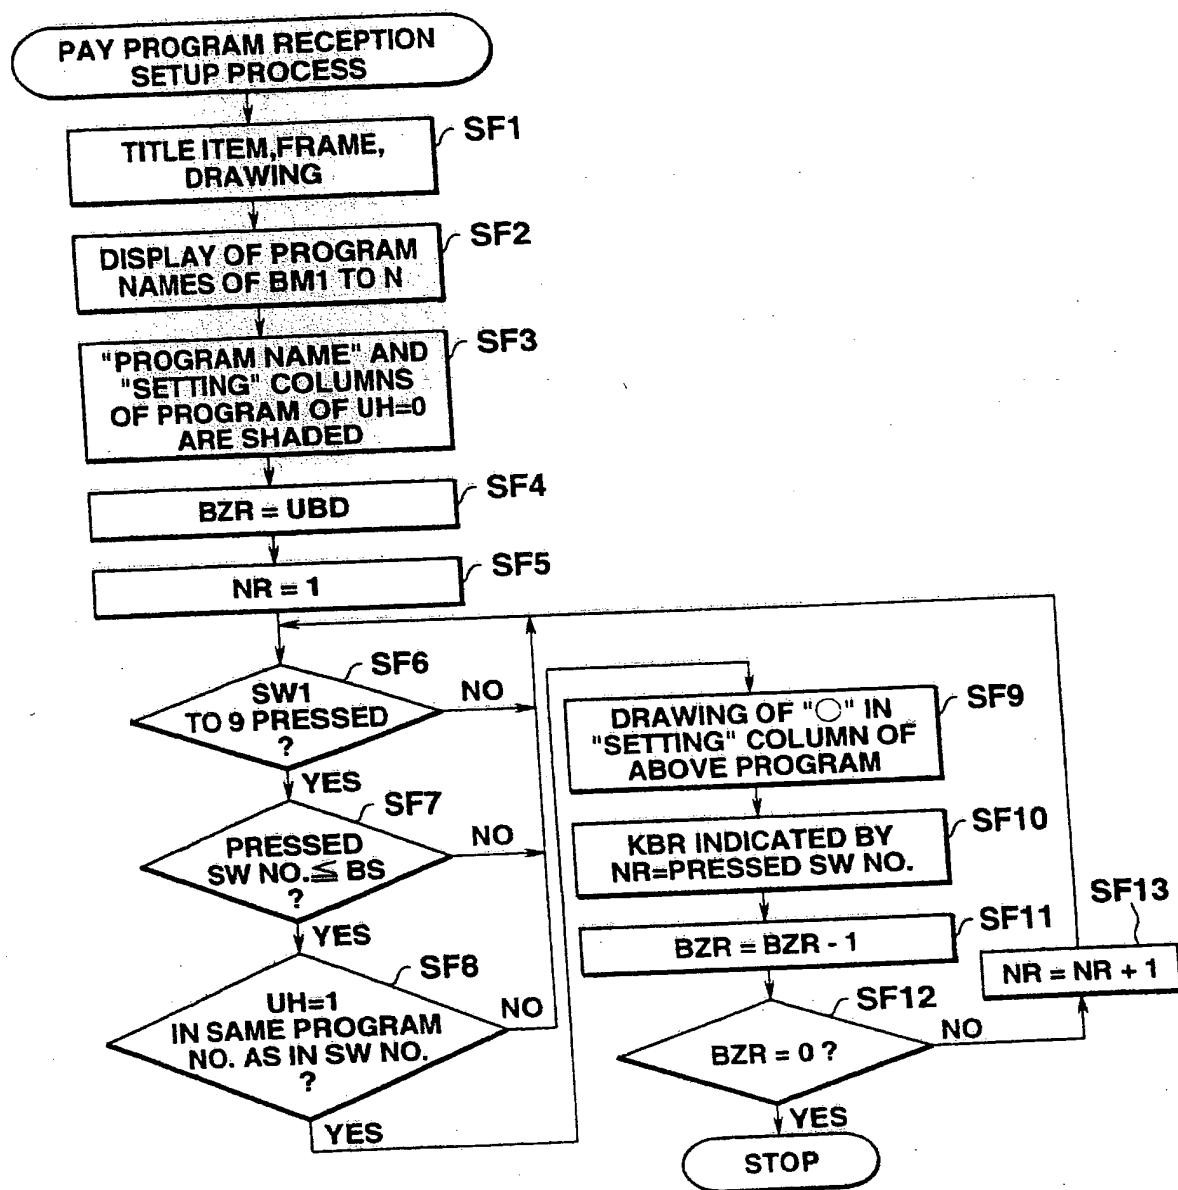 PAY PROGRAM RECEPTION
SETUP PROCESS
SF1
TITLE ITEM,FRAME,
DRAWING
SF2
DISPLAY OF PROGRAM
NAMES OF BM1 TO N
SF3
"PROGRAM NAME" AND
"SETTING" COLUMNS
OF PROGRAM OF UH=0
ARE SHADED
SF4
BZR = UBD
SF5
NR = 1
SF6
SW1
TO 9 PRESSED
?
NO
YES
SF7
PRESSED
SW NO.≦ BS
?
NO
YES
SF8
UH=1
IN SAME PROGRAM
NO. AS IN SW NO.
?
NO
YES
SF9
DRAWING OF "○" IN
"SETTING" COLUMN OF
ABOVE PROGRAM
SF10
KBR INDICATED BY
NR=PRESSED SW NO.
SF11
BZR = BZR - 1
SF12
BZR = 0 ?
NO
YES
SF13
NR = NR + 1
STOP